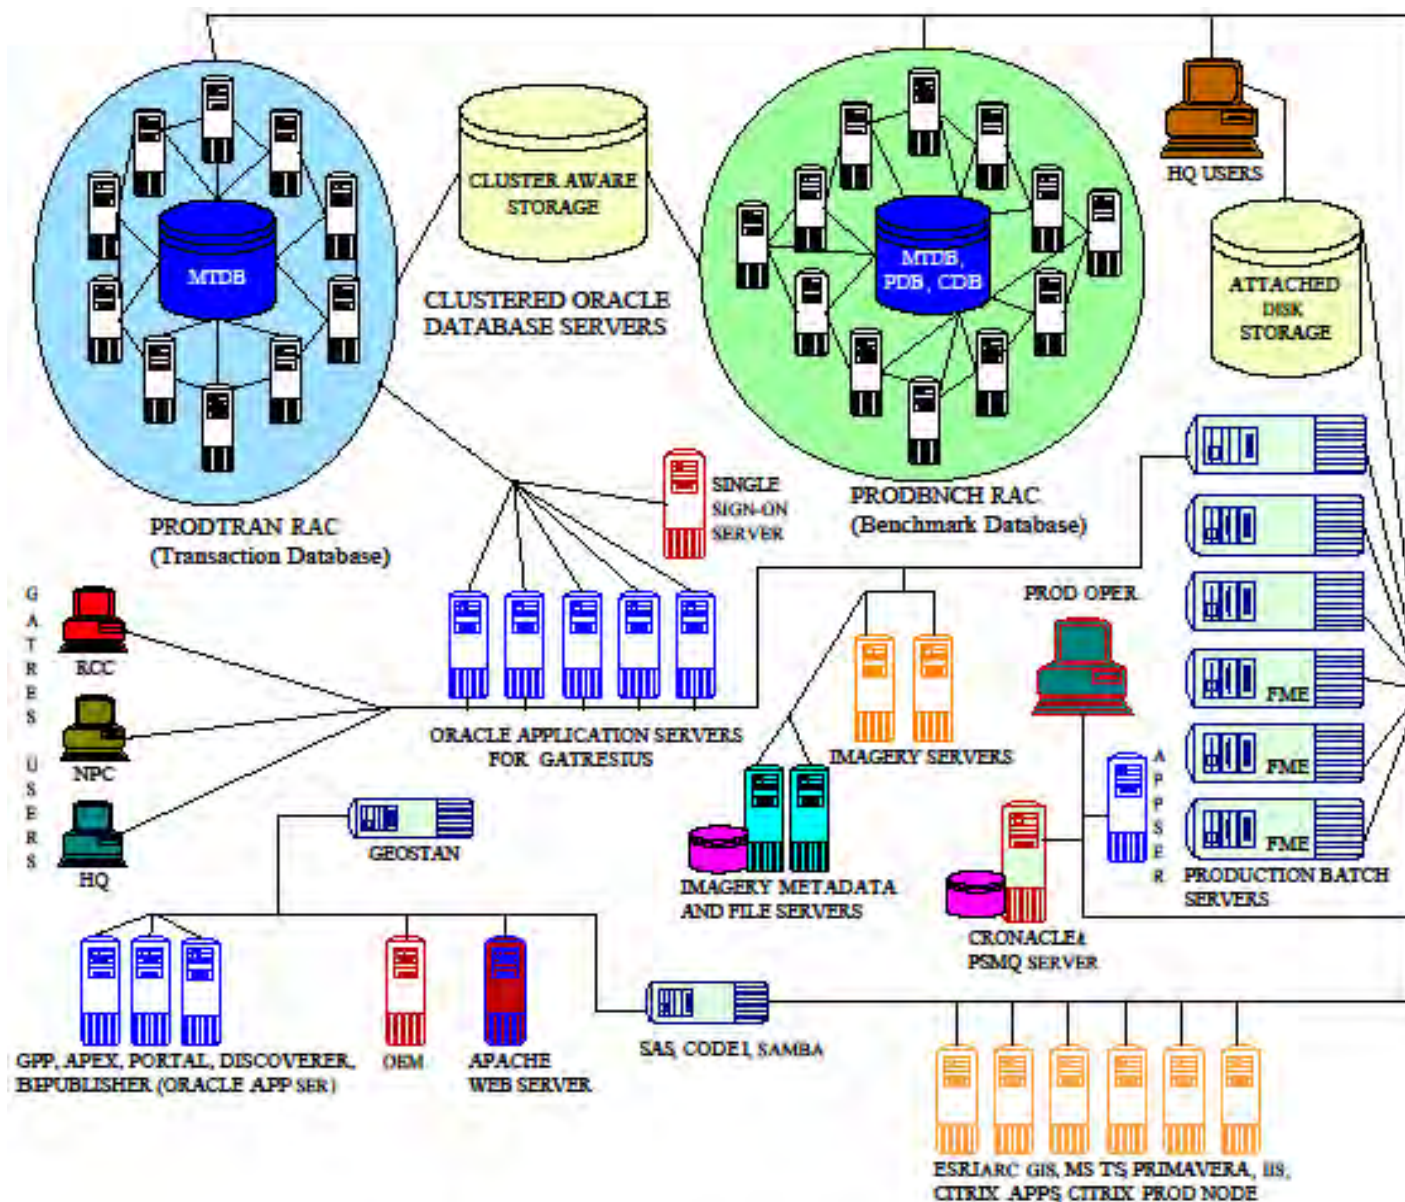 HQ USERS
CLUSTER AWARE
STORAGE
MTDB
MTDB,
PDB, CDB
ATTACHED
DISK
STORAGE
CLUSTERED ORACLE
DATABASE SERVERS
PRODTRAN RAC
(Transaction Database)
SINGLE
SIGN-ON
SERVER
PRODBNCH RAC
(Benchmark Database)
GATRES USERS
RCC
NPC
HQ
PROD OPER
ORACLE APPLICATION SERVERS
FOR GATRESIUS
IMAGERY SERVERS
APPSER
FME
FME
FME
PRODUCTION BATCH
SERVERS
GEOSTAN
IMAGERY METADATA
AND FILE SERVERS
CRONACLE&
PSMQ SERVER
GPP, APEX, PORTAL, DISCOVERER,
BIPUBLISHER (ORACLE APP SER)
OEM
APACHE
WEB SERVER
SAS, CODE1, SAMBA
ESRIARC GIS, MS TS, PRIMAVERA, IIS,
CITRIX APPS, CITRIX PROD NODE